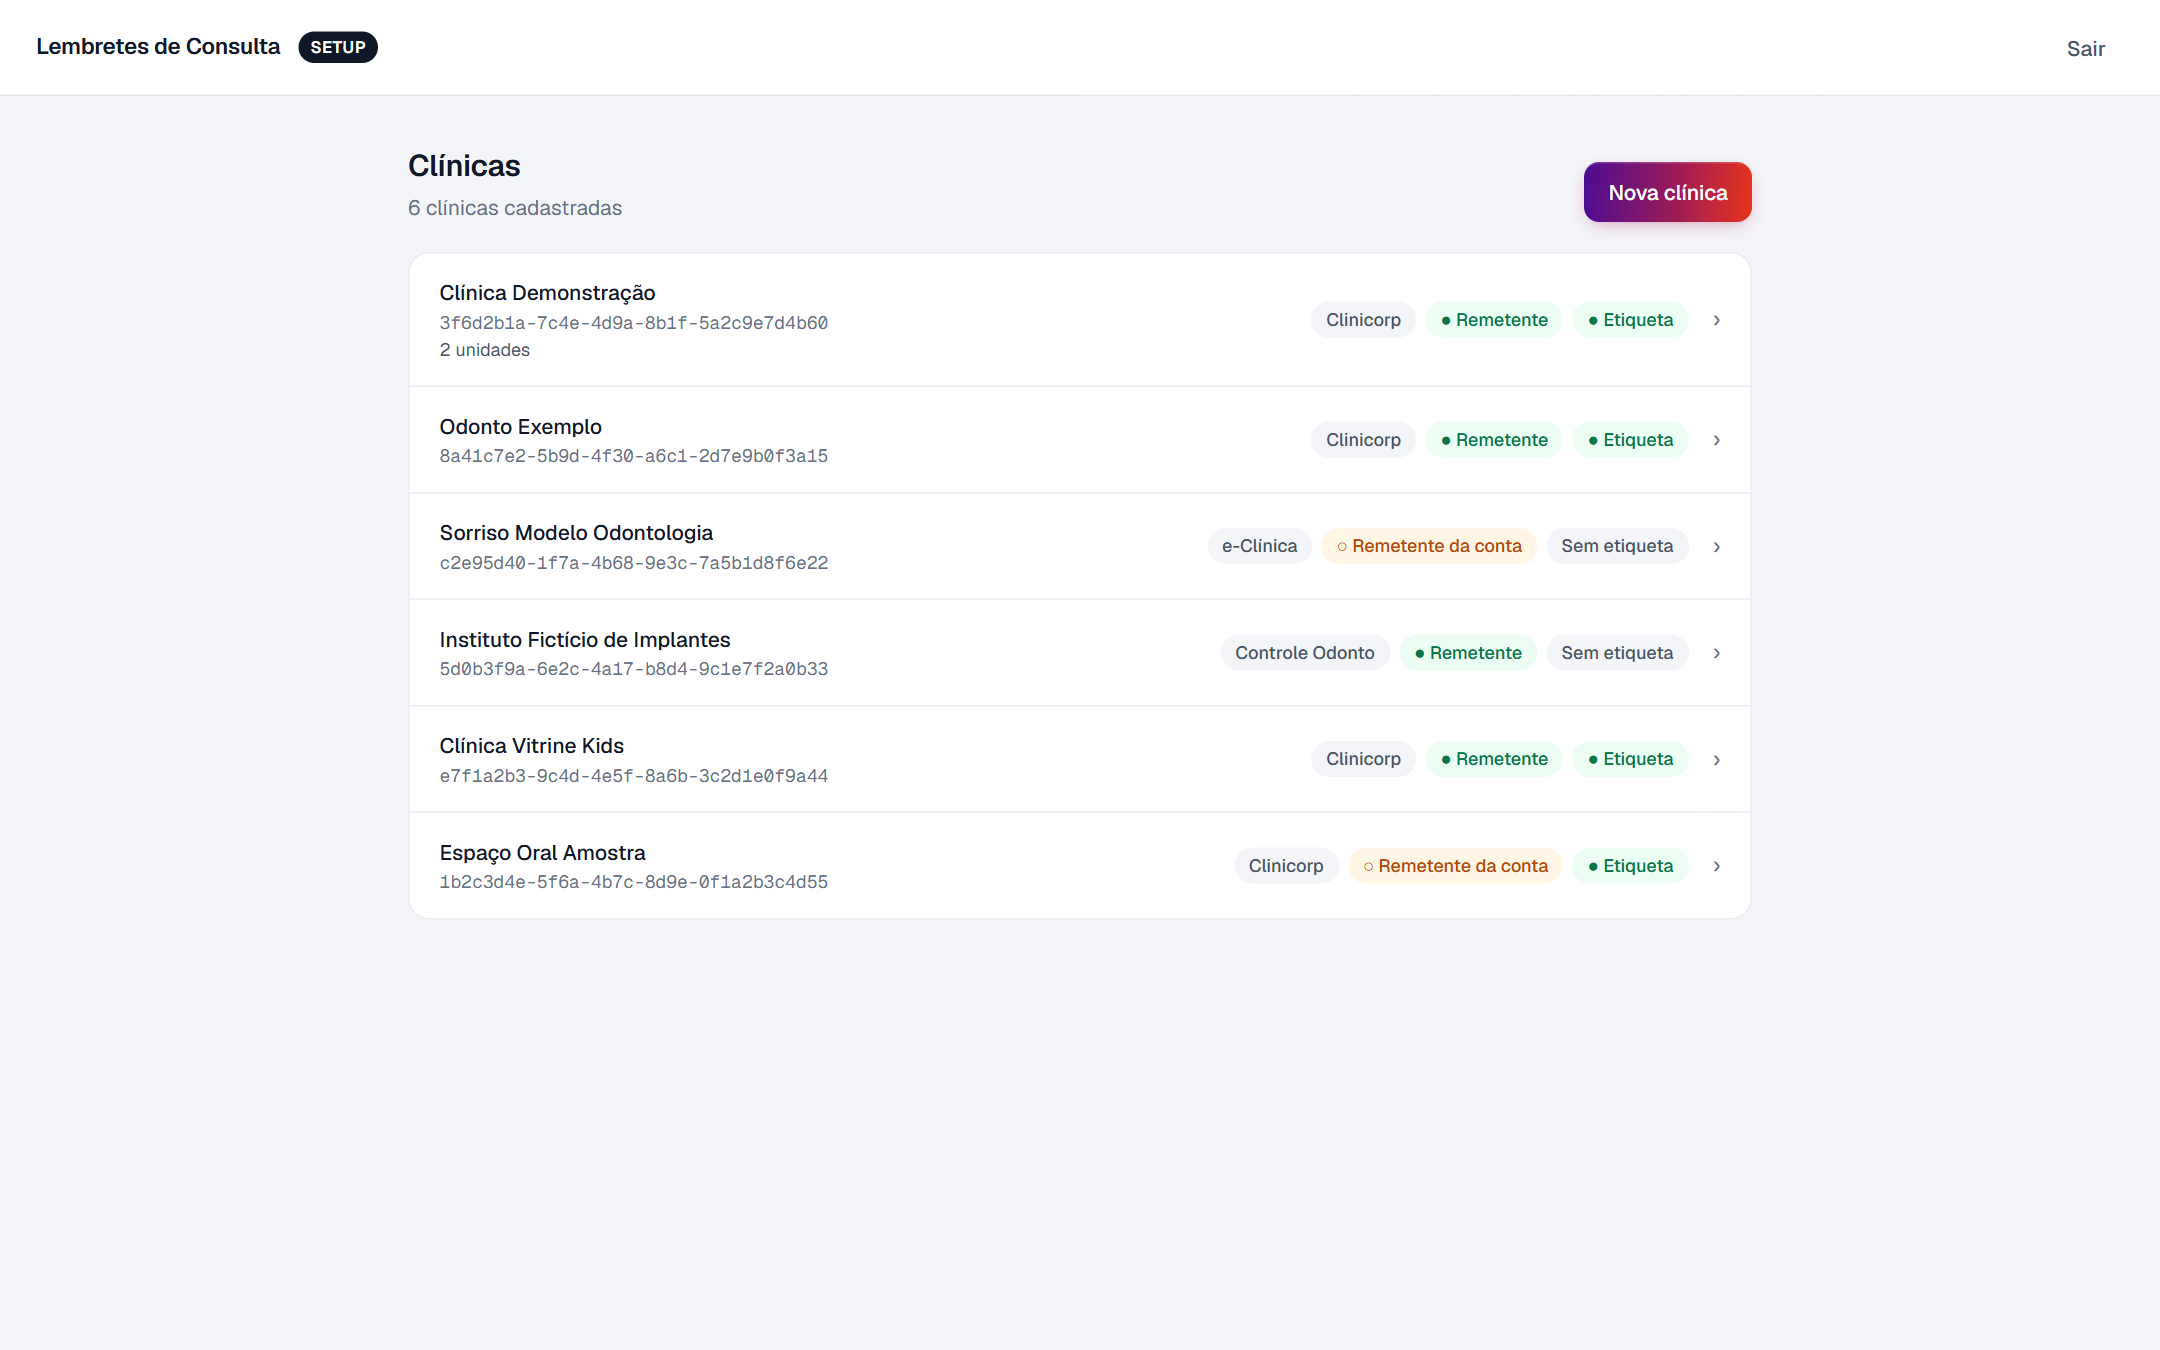 Lembretes de Consulta SETUP Sair
Clínicas
6 clínicas cadastradas
Nova clínica
Clínica Demonstração
3f6d2b1a-7c4e-4d9a-8b1f-5a2c9e7d4b60
2 unidades
Clinicorp ● Remetente ● Etiqueta ›
Odonto Exemplo
8a41c7e2-5b9d-4f30-a6c1-2d7e9b0f3a15
Clinicorp ● Remetente ● Etiqueta ›
Sorriso Modelo Odontologia
c2e95d40-1f7a-4b68-9e3c-7a5b1d8f6e22
e-Clínica ○ Remetente da conta Sem etiqueta ›
Instituto Fictício de Implantes
5d0b3f9a-6e2c-4a17-b8d4-9c1e7f2a0b33
Controle Odonto ● Remetente Sem etiqueta ›
Clínica Vitrine Kids
e7f1a2b3-9c4d-4e5f-8a6b-3c2d1e0f9a44
Clinicorp ● Remetente ● Etiqueta ›
Espaço Oral Amostra
1b2c3d4e-5f6a-4b7c-8d9e-0f1a2b3c4d55
Clinicorp ○ Remetente da conta ● Etiqueta ›